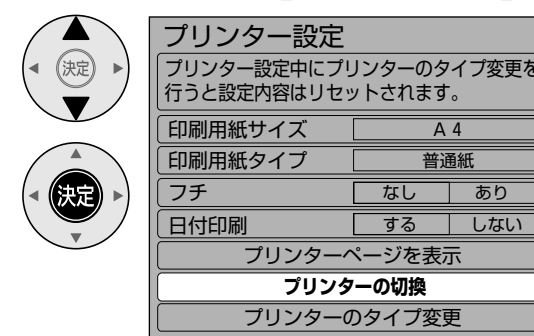 決定
決定
プリンター設定
プリンター設定中にプリンターのタイプ変更を
行うと設定内容はリセットされます。
印刷用紙サイズ A4
印刷用紙タイプ 普通紙
フチ なし あり
日付印刷 する しない
プリンターページを表示
プリンターの切換
プリンターのタイプ変更